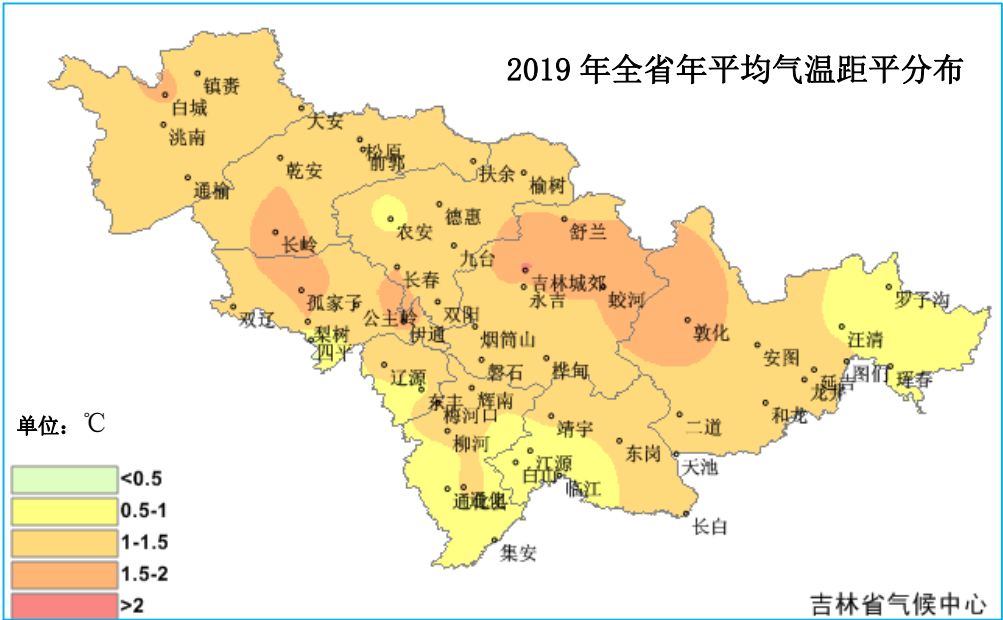 2019 年全省年平均气温距平分布
镇赉
白城
洮南
大安
松原
前郭
乾安
扶余
榆树
通榆
德惠
农安
舒兰
长岭
九台
长春
吉林城郊
永吉
蛟河
罗子沟
孤家子
双辽
公主岭
双阳
伊通
敦化
梨树
四平
烟筒山
汪清
安图
磐石
桦甸
图们
延吉
珲春
辽源
龙井
东丰
辉南
梅河口
和龙
靖宇
二道
柳河
东岗
江源
天池
白山
临江
通化
长白
集安
单位：℃
<0.5
0.5-1
1-1.5
1.5-2
>2
吉林省气候中心